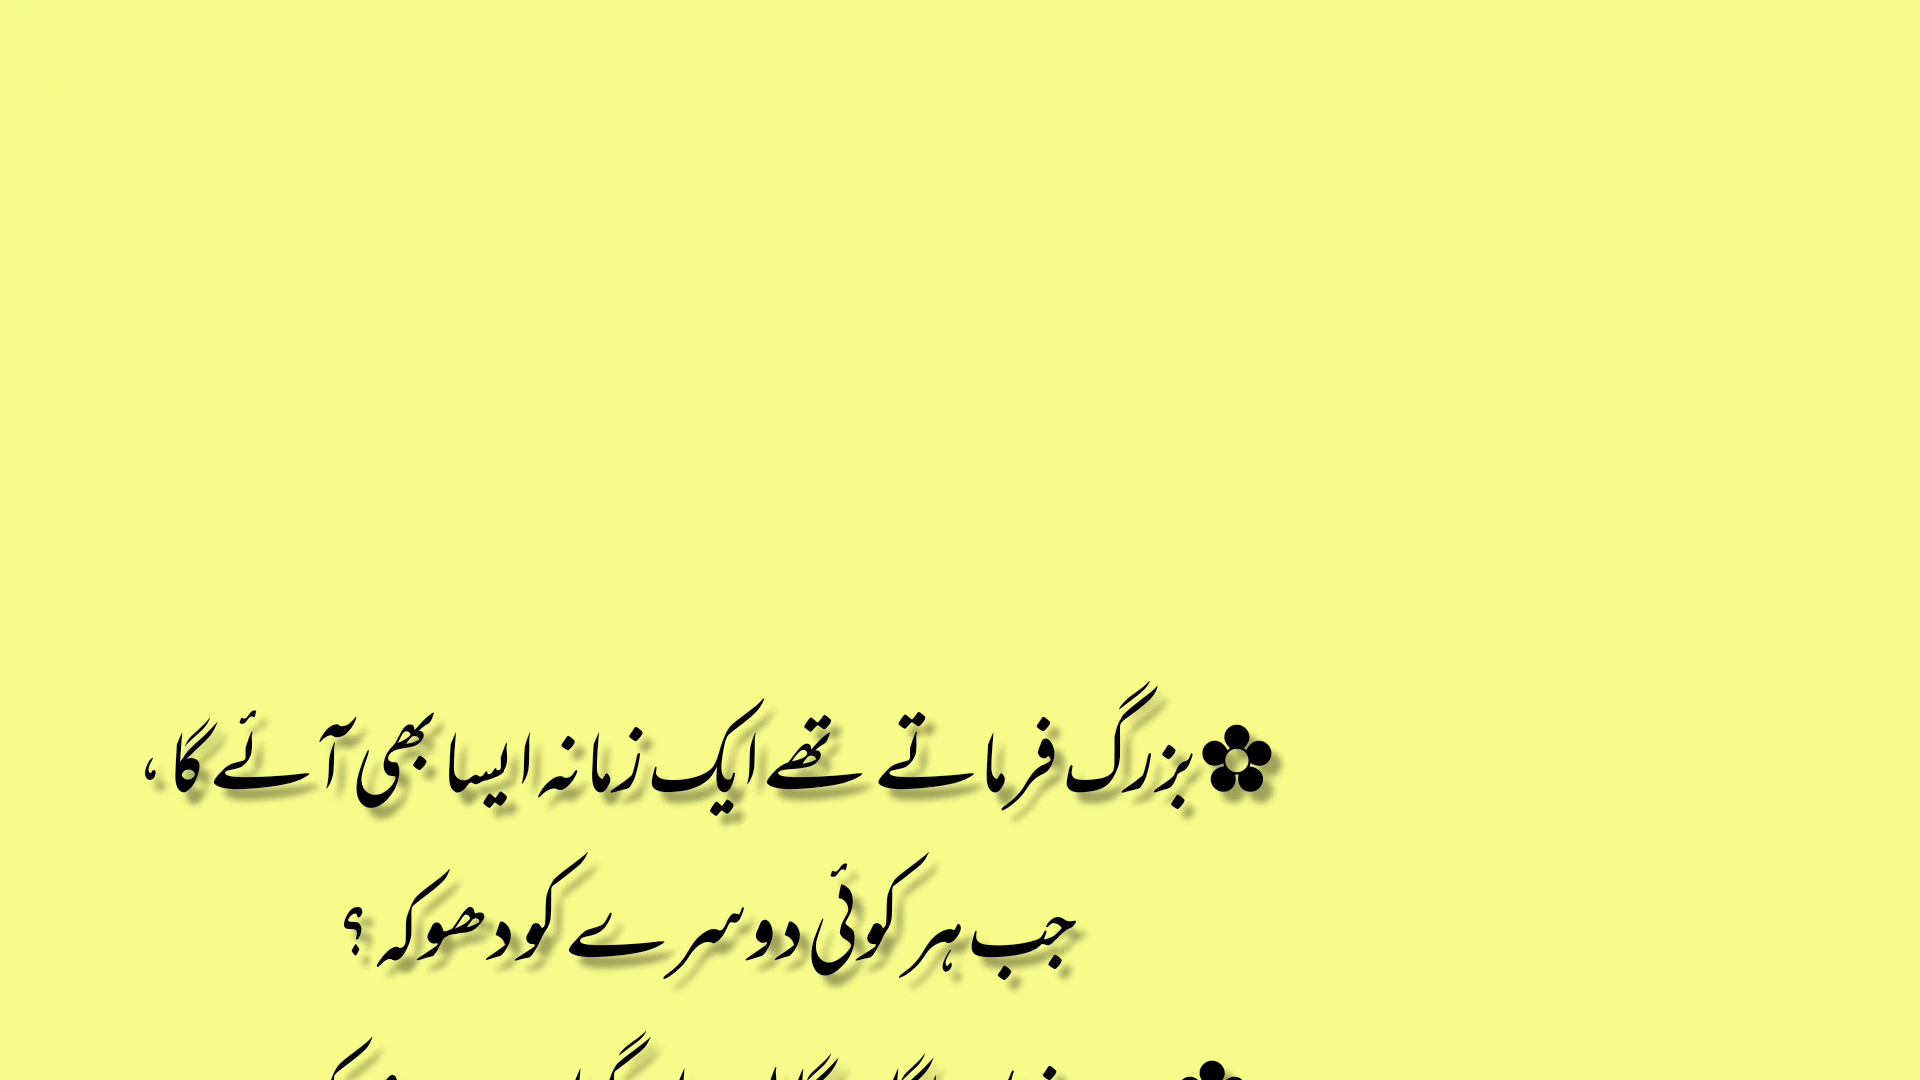 ✿بزرگ فرماتے تھے ایک زمانہ ایسا بھی آئے گا ،
جب ہر کوئی دوسرے کو دھوکہ ؟